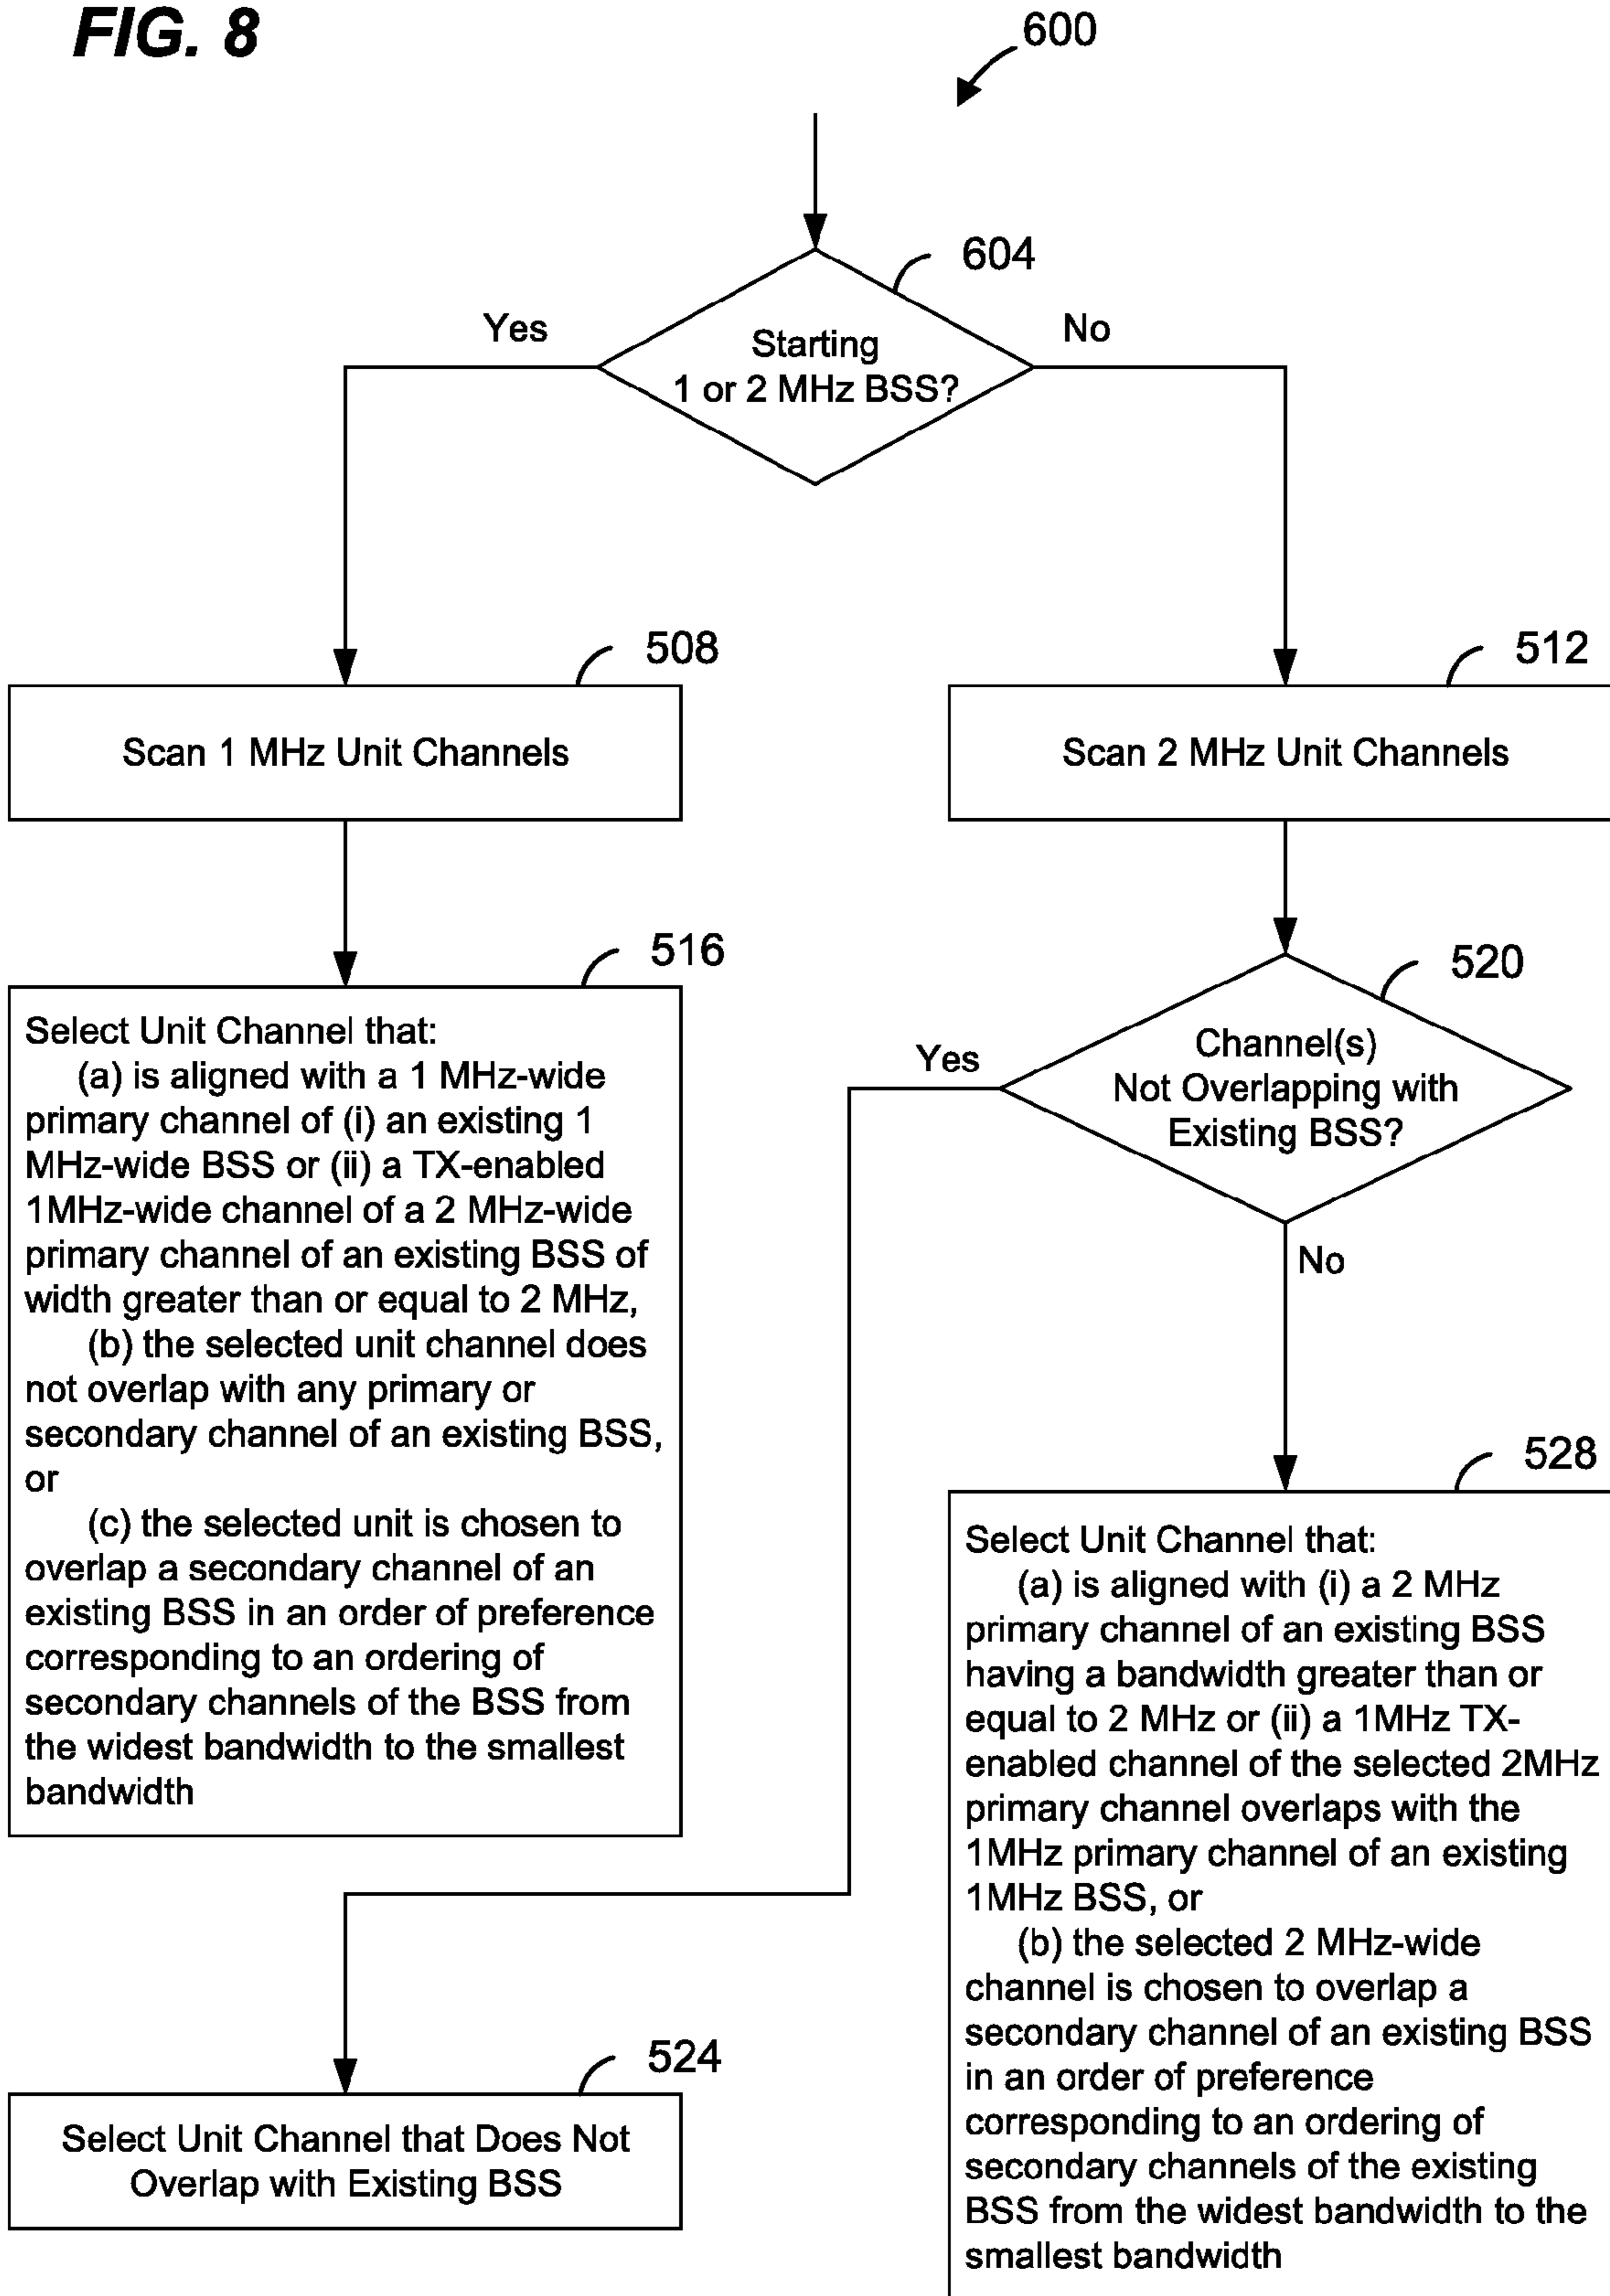 FIG. 8
600
604
Yes
No
Starting
1 or 2 MHz BSS?
508
512
Scan 1 MHz Unit Channels
Scan 2 MHz Unit Channels
516
Select Unit Channel that:
(a) is aligned with a 1 MHz-wide
primary channel of (i) an existing 1
MHz-wide BSS or (ii) a TX-enabled
1MHz-wide channel of a 2 MHz-wide
primary channel of an existing BSS of
width greater than or equal to 2 MHz,
(b) the selected unit channel does
not overlap with any primary or
secondary channel of an existing BSS,
or
(c) the selected unit is chosen to
overlap a secondary channel of an
existing BSS in an order of preference
corresponding to an ordering of
secondary channels of the BSS from
the widest bandwidth to the smallest
bandwidth
520
Channel(s)
Not Overlapping with
Existing BSS?
Yes
No
528
Select Unit Channel that:
(a) is aligned with (i) a 2 MHz
primary channel of an existing BSS
having a bandwidth greater than or
equal to 2 MHz or (ii) a 1MHz TX-
enabled channel of the selected 2MHz
primary channel overlaps with the
1MHz primary channel of an existing
1MHz BSS, or
(b) the selected 2 MHz-wide
channel is chosen to overlap a
secondary channel of an existing BSS
in an order of preference
corresponding to an ordering of
secondary channels of the existing
BSS from the widest bandwidth to the
smallest bandwidth
524
Select Unit Channel that Does Not
Overlap with Existing BSS